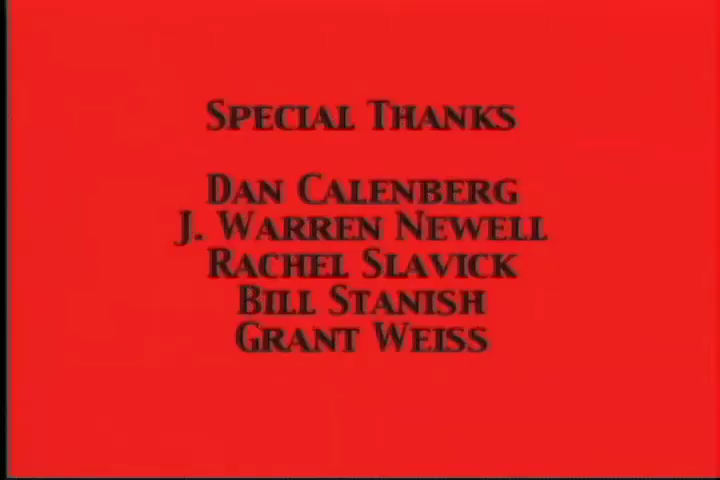 Special Thanks
Dan Calenberg
J. Warren Newell
Rachel Slavick
Bill Stanish
Grant Weiss